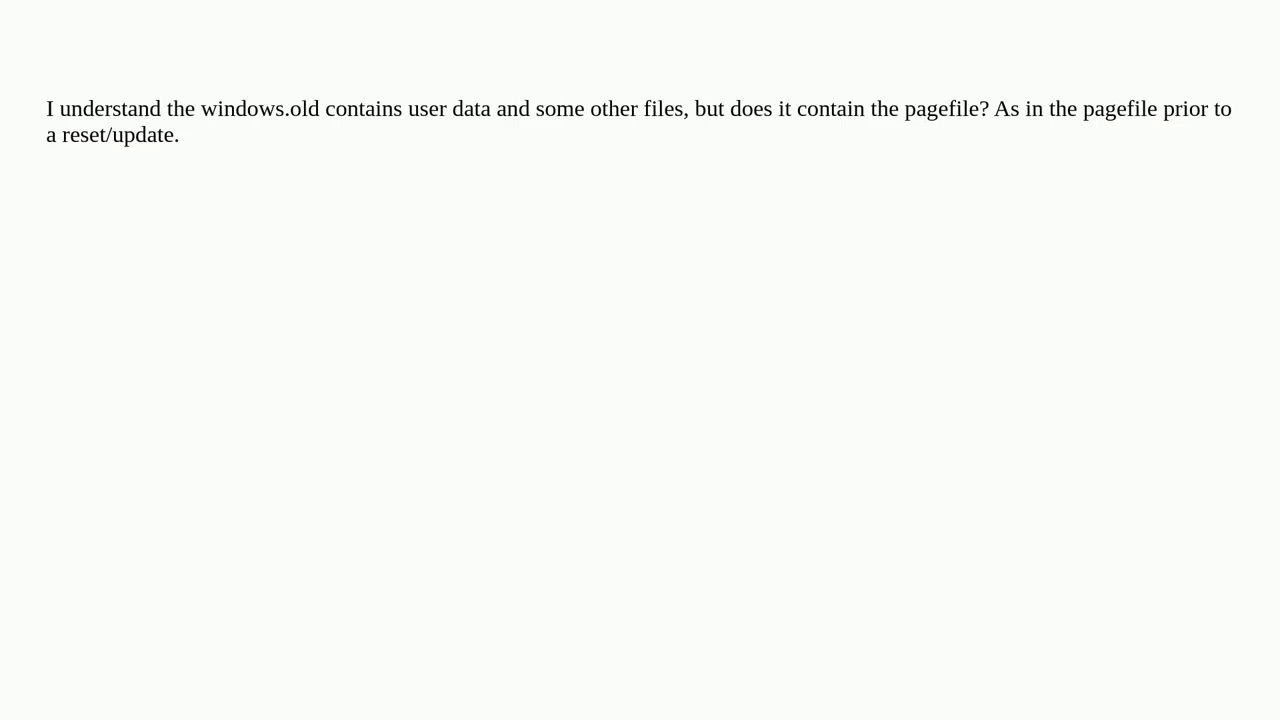 I understand the windows.old contains user data and some other files, but does it contain the pagefile? As in the pagefile prior to
a reset/update.